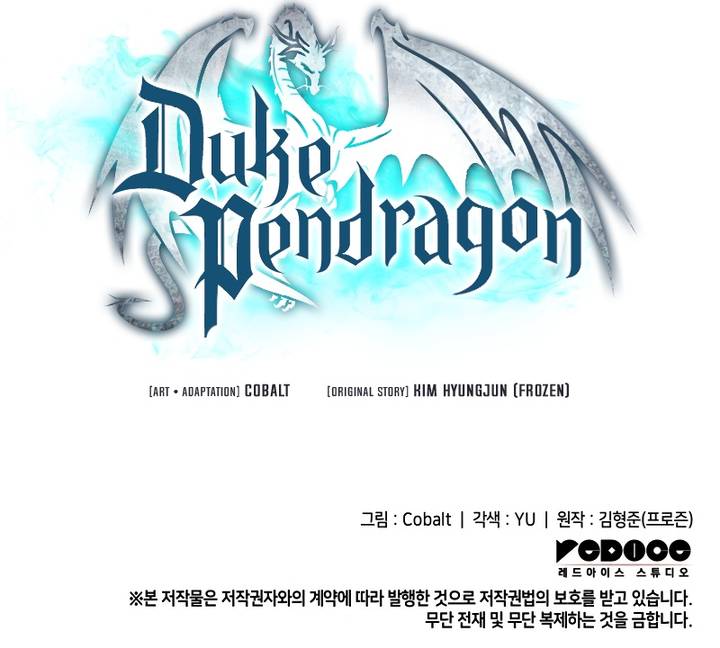 Duke
Pendragon
[ART • ADAPTATION] COBALT [ORIGINAL STORY] KIM HYUNGJUN (FROZEN)
그림 : Cobalt | 각색 : YU | 원작 : 김형준(프로즌)
REDICE
레드아이스 스튜디오
※본 저작물은 저작권자와의 계약에 따라 발행한 것으로 저작권법의 보호를 받고 있습니다.
무단 전재 및 무단 복제하는 것을 금합니다.